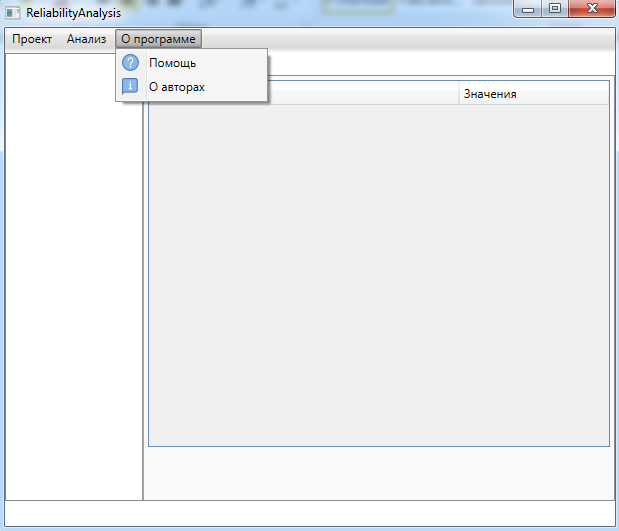 ReliabilityAnalysis
Проект Анализ О программе
Помощь
О авторах
Значения